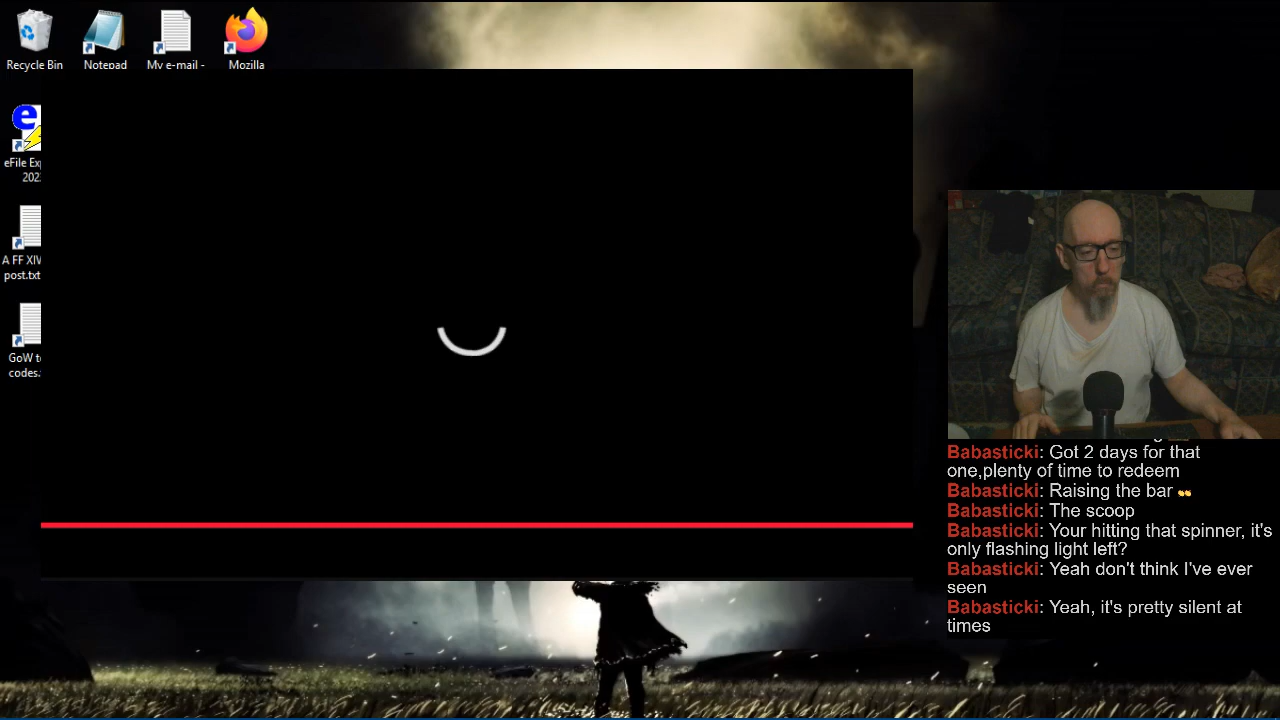 Recycle Bin
Notepad
My e-mail -
Mozilla
eFile Ex
A FF XIV
post.txt
GoW t
codes.
Babasticki: Got 2 days for that
one,plenty of time to redeem
Babasticki: Raising the bar
Babasticki: The scoop
Babasticki: Your hitting that spinner, it's
only flashing light left?
Babasticki: Yeah don't think I've ever
seen
Babasticki: Yeah, it's pretty silent at
times